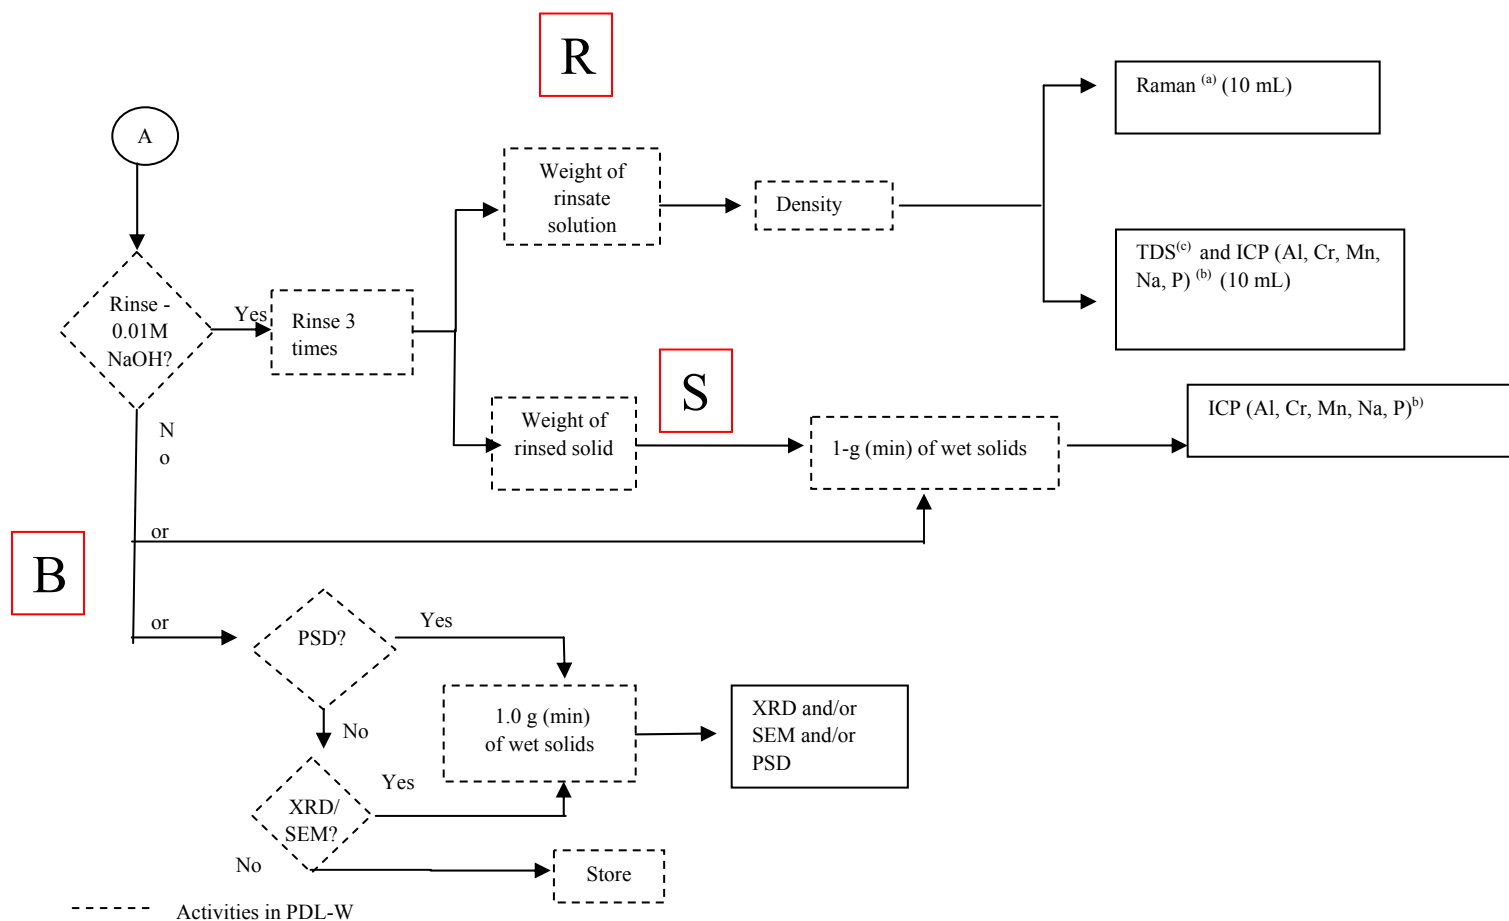 R
Raman (a) (10 mL)
A
Weight of
rinsate
solution
Density
TDS(c) and ICP (Al, Cr, Mn,
Na, P) (b) (10 mL)
Rinse -
0.01M
NaOH?
Yes
Rinse 3
times
S
Weight of
rinsed solid
1-g (min) of wet solids
ICP (Al, Cr, Mn, Na, P)b)
N
o
or
B
or
PSD?
Yes
No
1.0 g (min)
of wet solids
XRD and/or
SEM and/or
PSD
XRD/
SEM?
Yes
No
Store
Activities in PDL-W